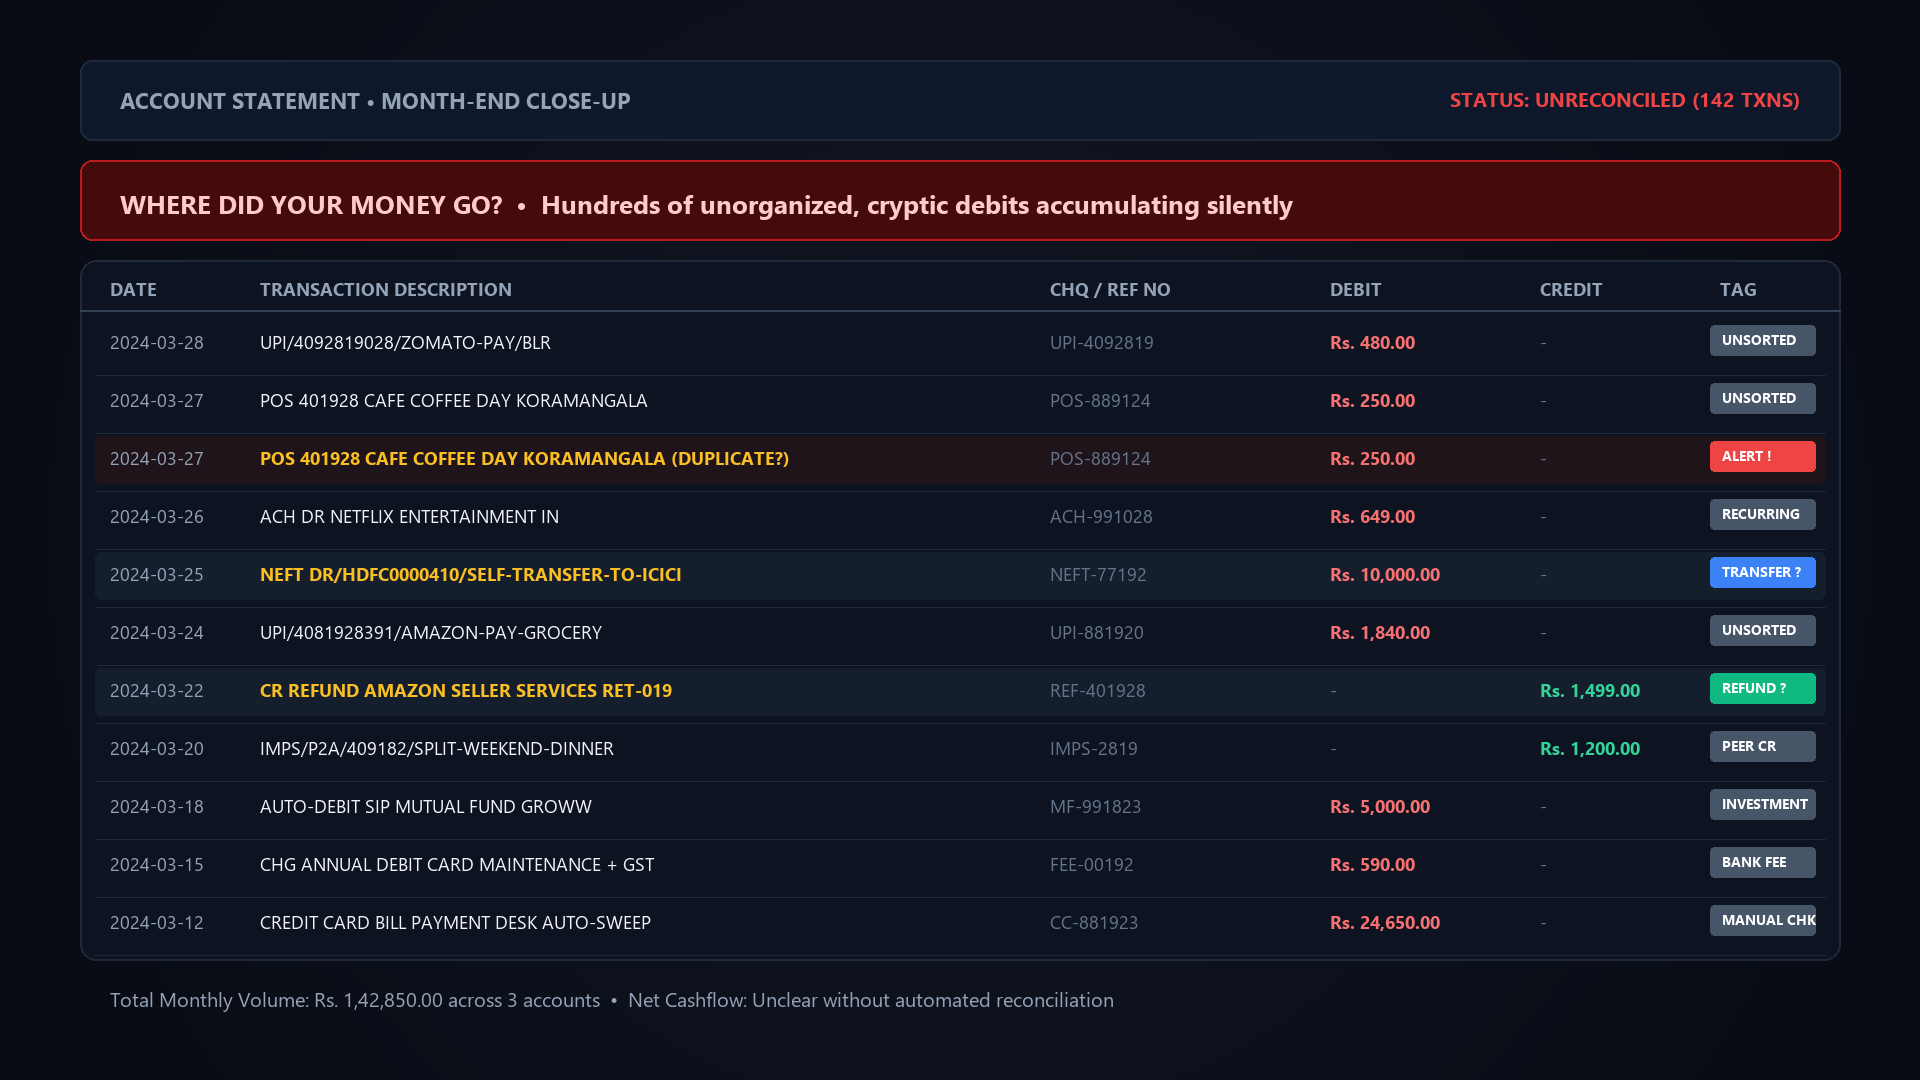 ACCOUNT STATEMENT • MONTH-END CLOSE-UP
STATUS: UNRECONCILED (142 TXNS)
WHERE DID YOUR MONEY GO? • Hundreds of unorganized, cryptic debits accumulating silently
DATE TRANSACTION DESCRIPTION CHQ / REF NO DEBIT CREDIT TAG
2024-03-28 UPI/4092819028/ZOMATO-PAY/BLR UPI-4092819 Rs. 480.00 - UNSORTED
2024-03-27 POS 401928 CAFE COFFEE DAY KORAMANGALA POS-889124 Rs. 250.00 - UNSORTED
2024-03-27 POS 401928 CAFE COFFEE DAY KORAMANGALA (DUPLICATE?) POS-889124 Rs. 250.00 - ALERT !
2024-03-26 ACH DR NETFLIX ENTERTAINMENT IN ACH-991028 Rs. 649.00 - RECURRING
2024-03-25 NEFT DR/HDFC0000410/SELF-TRANSFER-TO-ICICI NEFT-77192 Rs. 10,000.00 - TRANSFER ?
2024-03-24 UPI/4081928391/AMAZON-PAY-GROCERY UPI-881920 Rs. 1,840.00 - UNSORTED
2024-03-22 CR REFUND AMAZON SELLER SERVICES RET-019 REF-401928 - Rs. 1,499.00 REFUND ?
2024-03-20 IMPS/P2A/409182/SPLIT-WEEKEND-DINNER IMPS-2819 - Rs. 1,200.00 PEER CR
2024-03-18 AUTO-DEBIT SIP MUTUAL FUND GROWW MF-991823 Rs. 5,000.00 - INVESTMENT
2024-03-15 CHG ANNUAL DEBIT CARD MAINTENANCE + GST FEE-00192 Rs. 590.00 - BANK FEE
2024-03-12 CREDIT CARD BILL PAYMENT DESK AUTO-SWEEP CC-881923 Rs. 24,650.00 - MANUAL CHK
Total Monthly Volume: Rs. 1,42,850.00 across 3 accounts • Net Cashflow: Unclear without automated reconciliation